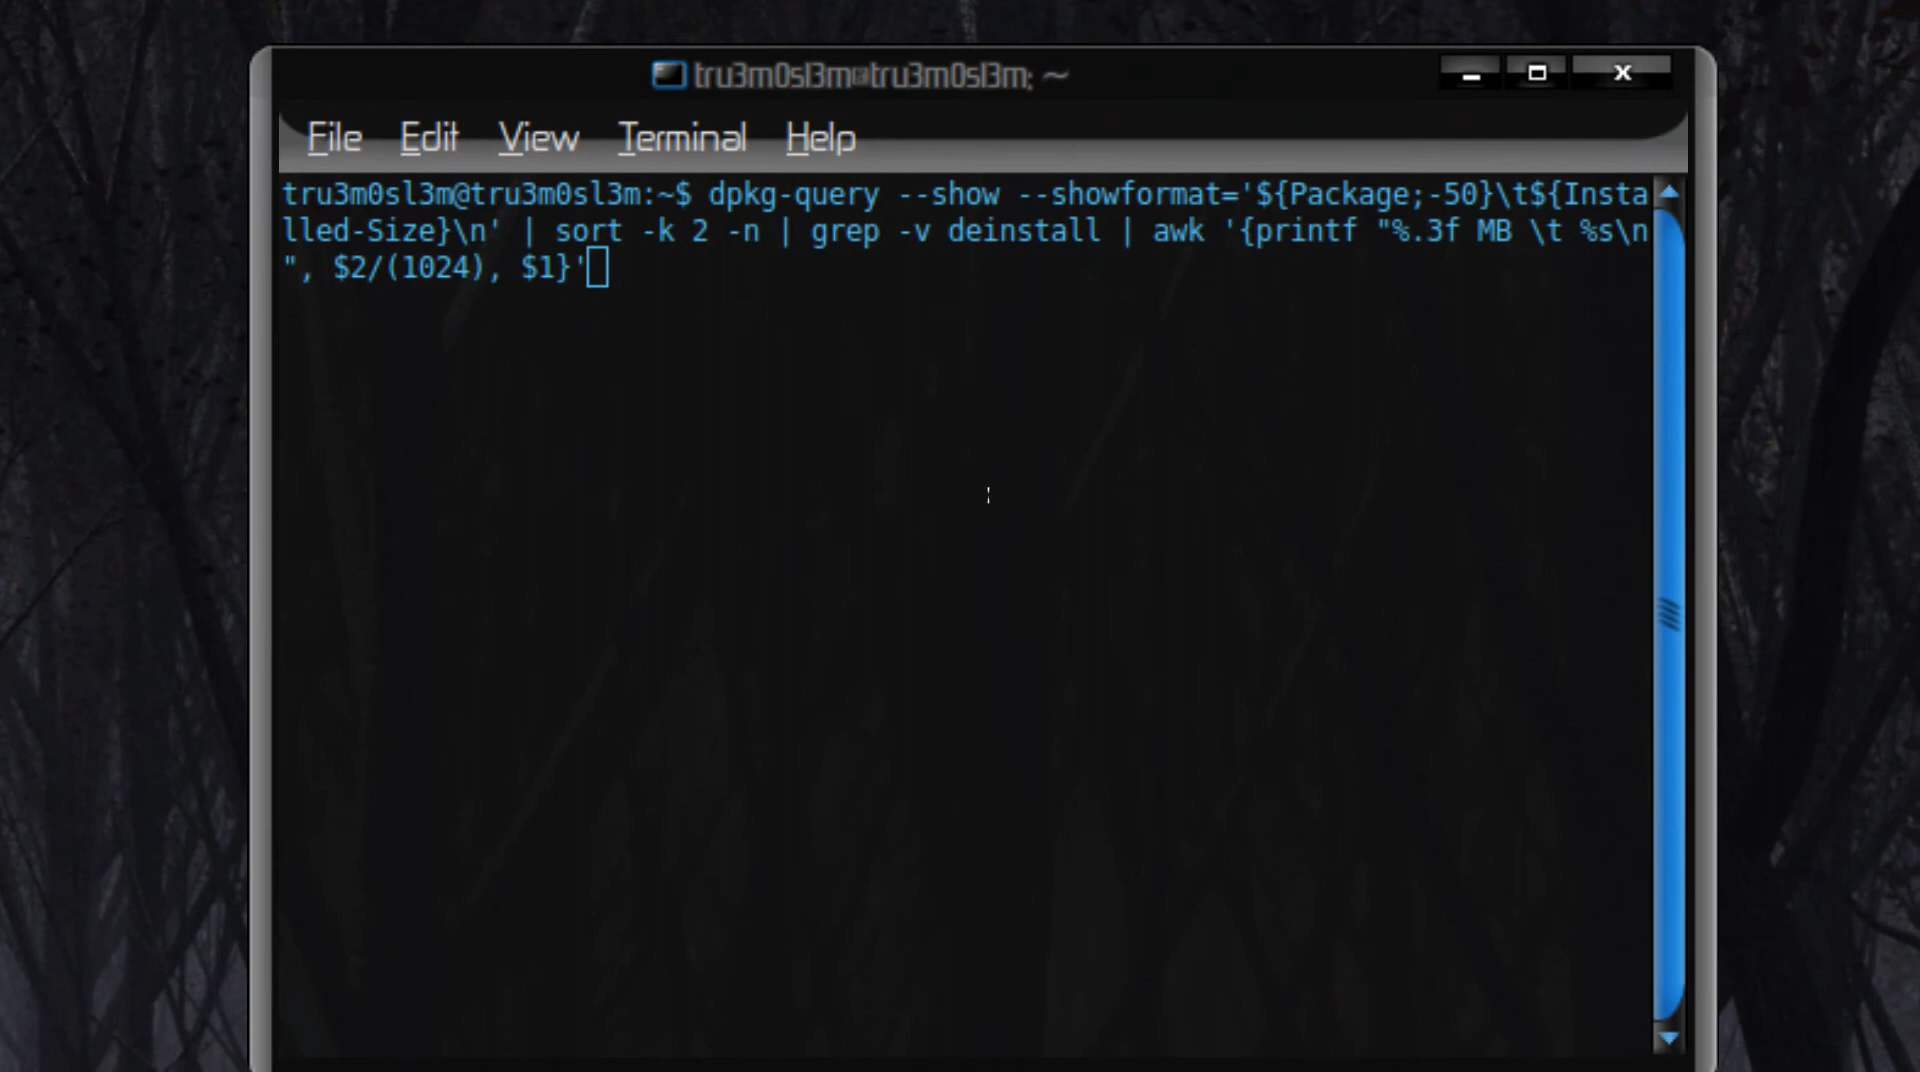 tru3m0sl3m@tru3m0sl3m: ~
File Edit View Terminal Help
tru3m0sl3m@tru3m0sl3m:~$ dpkg-query --show --showformat='${Package;-50}\t${Insta
lled-Size}\n' | sort -k 2 -n | grep -v deinstall | awk '{printf "%.3f MB \t %s\n
", $2/(1024), $1}'